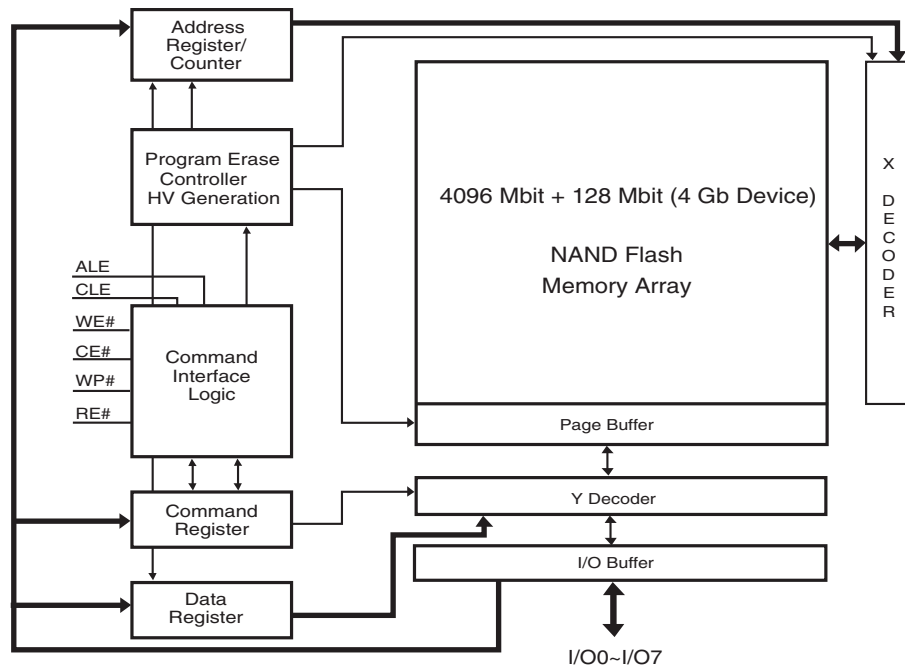 Address
Register/
Counter
Program Erase
Controller
HV Generation
4096 Mbit + 128 Mbit (4 Gb Device)
NAND Flash
Memory Array
X
D
E
C
O
D
E
R
ALE
CLE
WE#
CE#
WP#
RE#
Command
Interface
Logic
Page Buffer
Command
Register
Y Decoder
I/O Buffer
Data
Register
I/O0~I/O7